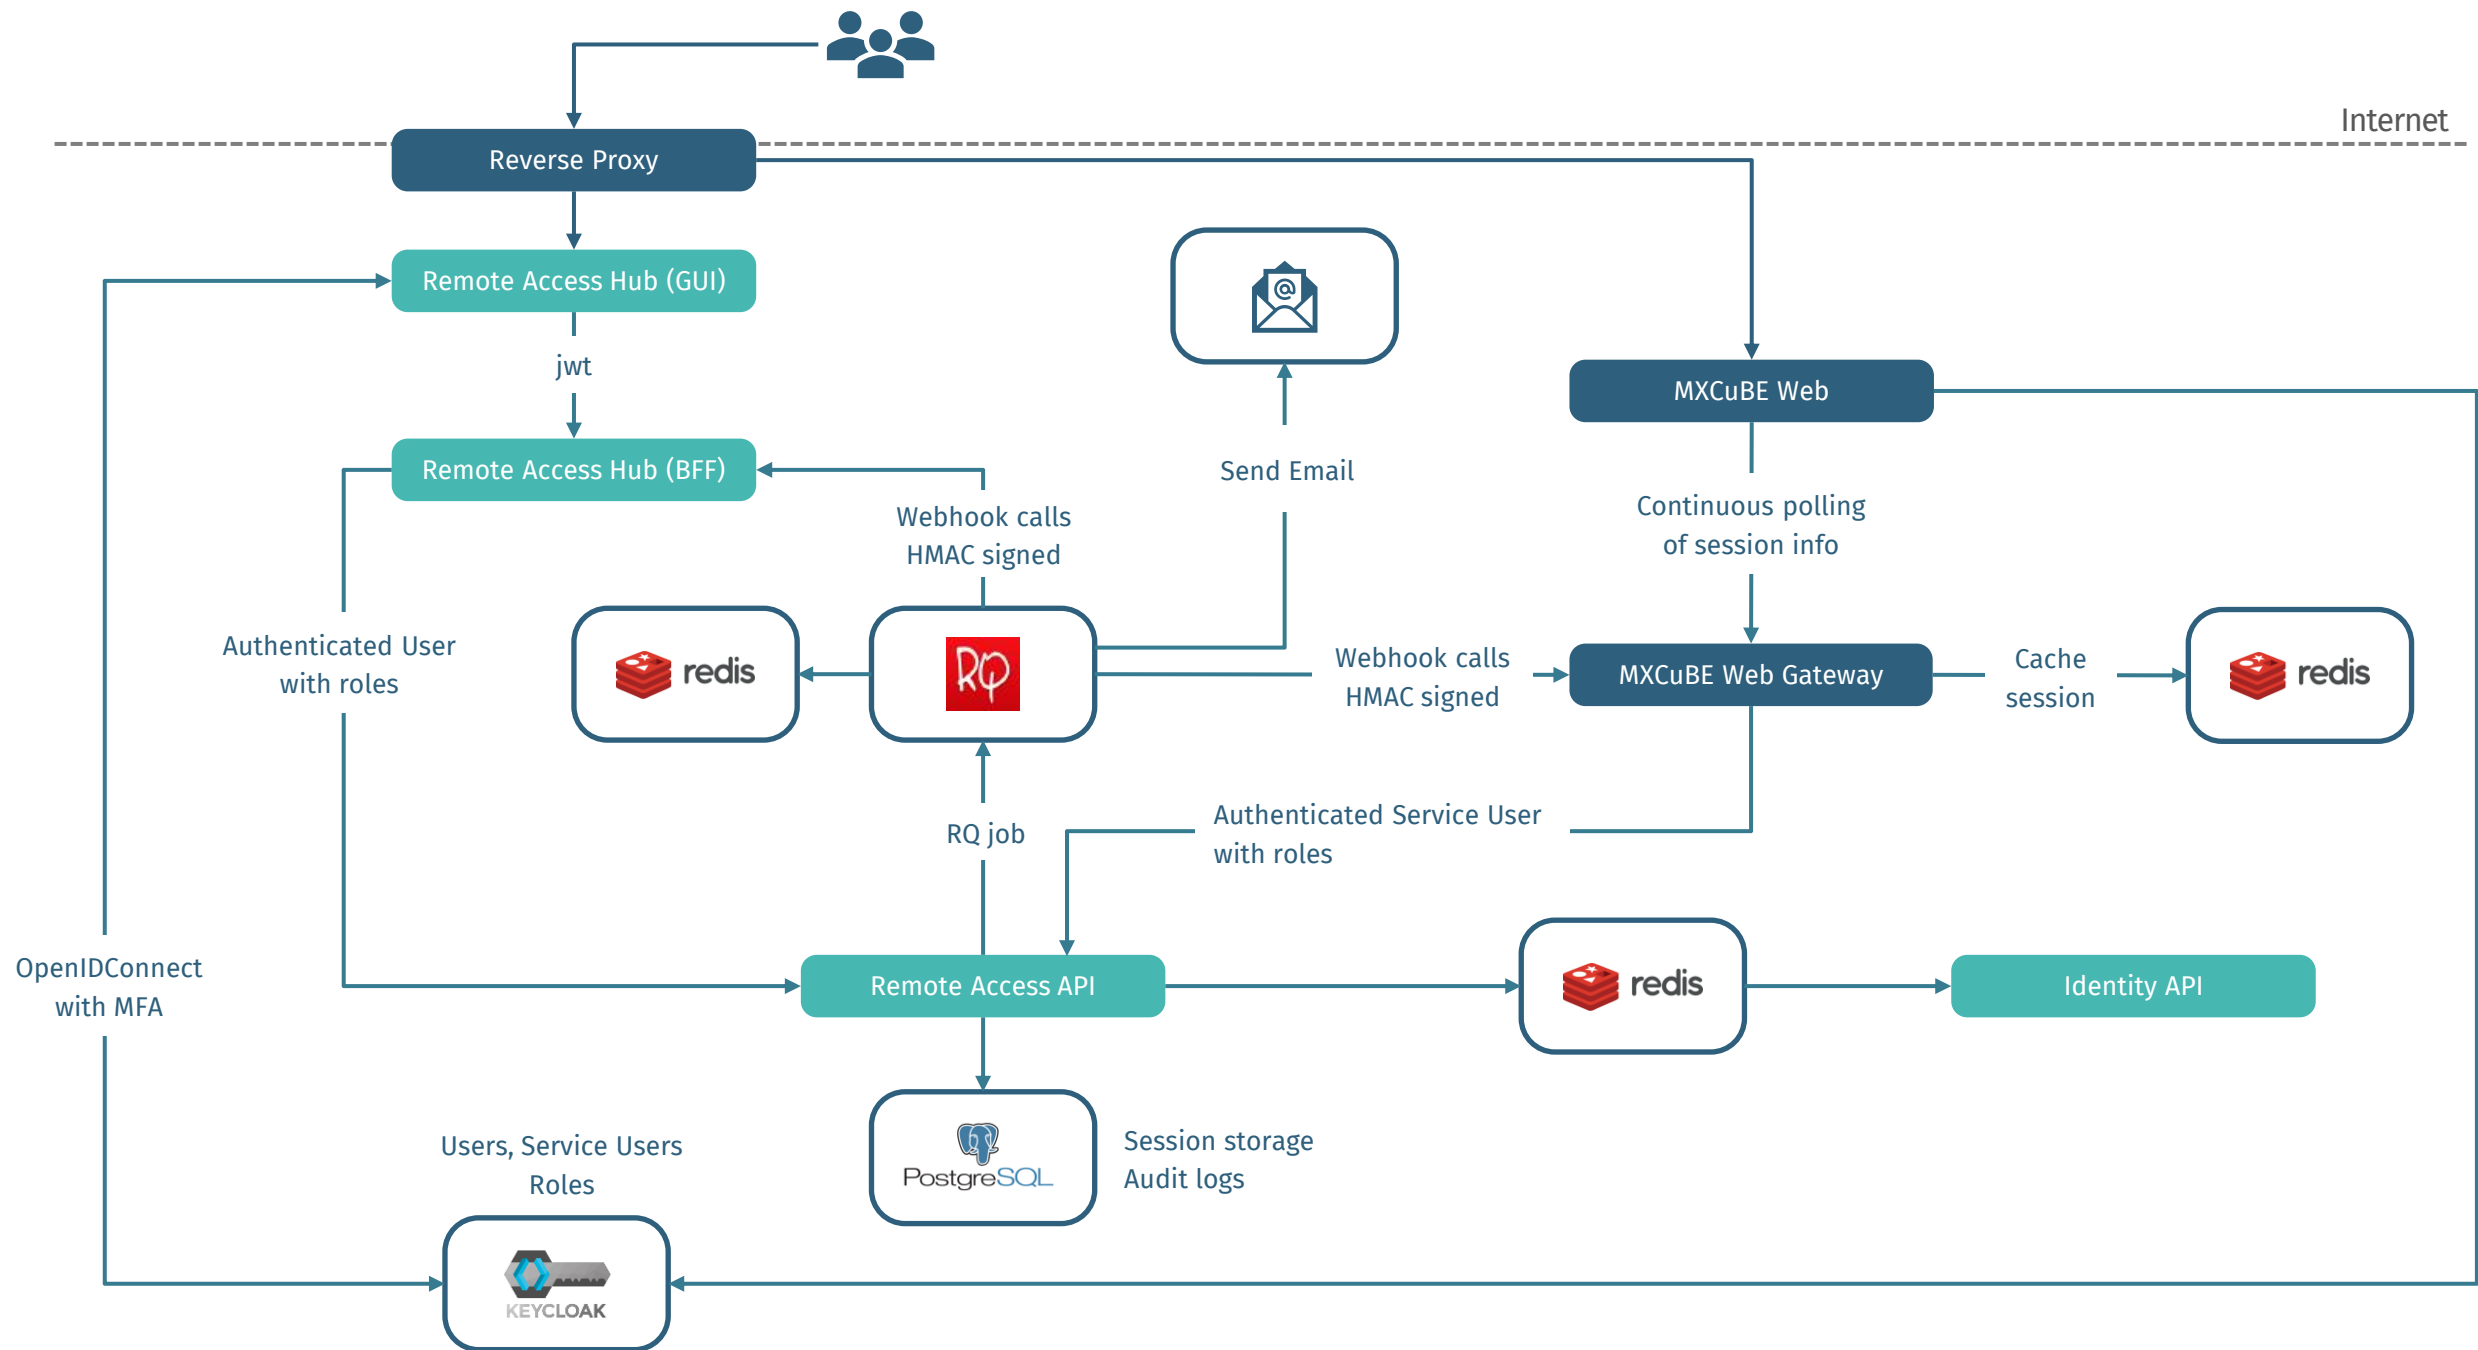 Internet
Reverse Proxy
Remote Access Hub (GUI)
jwt
MXCuBE Web
Remote Access Hub (BFF)
Send Email
Webhook calls
HMAC signed
Continuous polling
of session info
Authenticated User
with roles
redis
RQ
Webhook calls
HMAC signed
MXCuBE Web Gateway
Cache
session
redis
RQ job
Authenticated Service User
with roles
OpenIDConnect
with MFA
Remote Access API
redis
Identity API
Users, Service Users
Roles
PostgreSQL
Session storage
Audit logs
KEYCLOAK